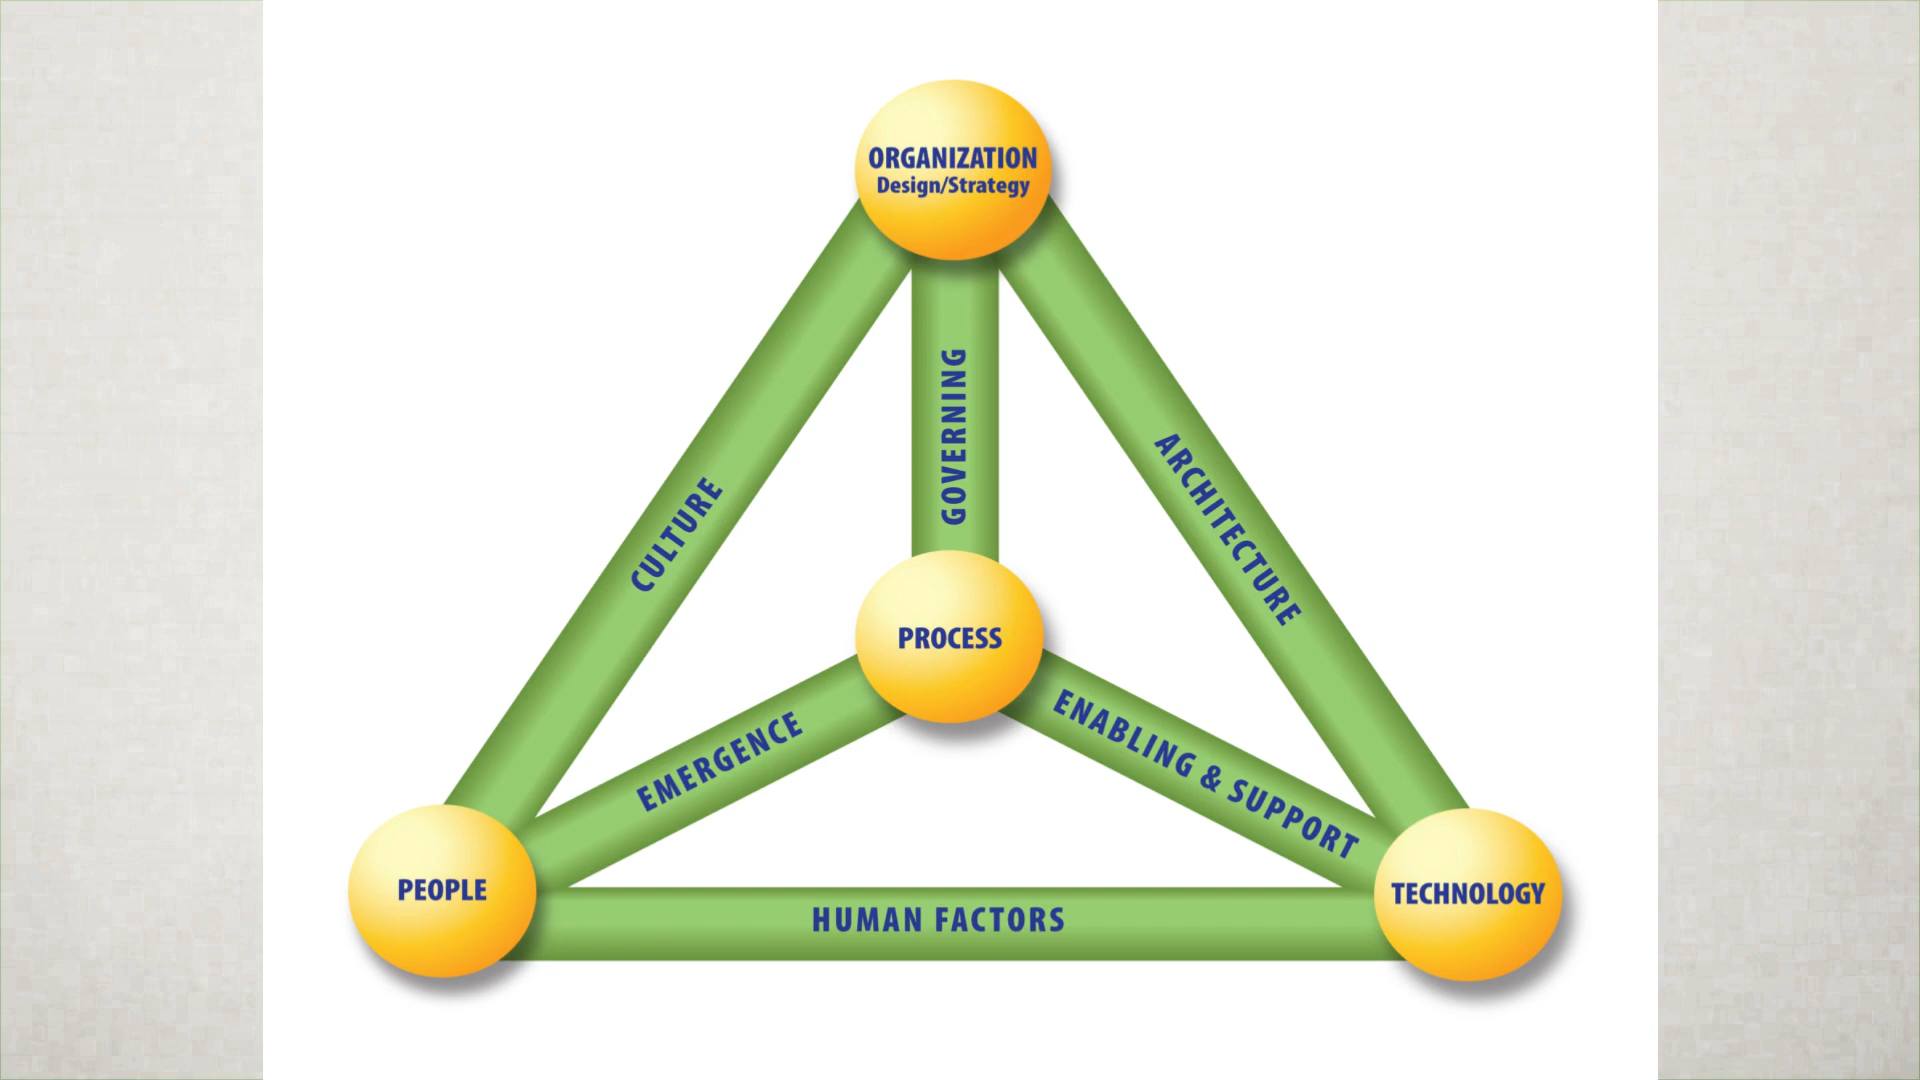 ORGANIZATION
Design/Strategy
GOVERNING
CULTURE
ARCHITECTURE
PROCESS
EMERGENCE
ENABLING & SUPPORT
PEOPLE
TECHNOLOGY
HUMAN FACTORS